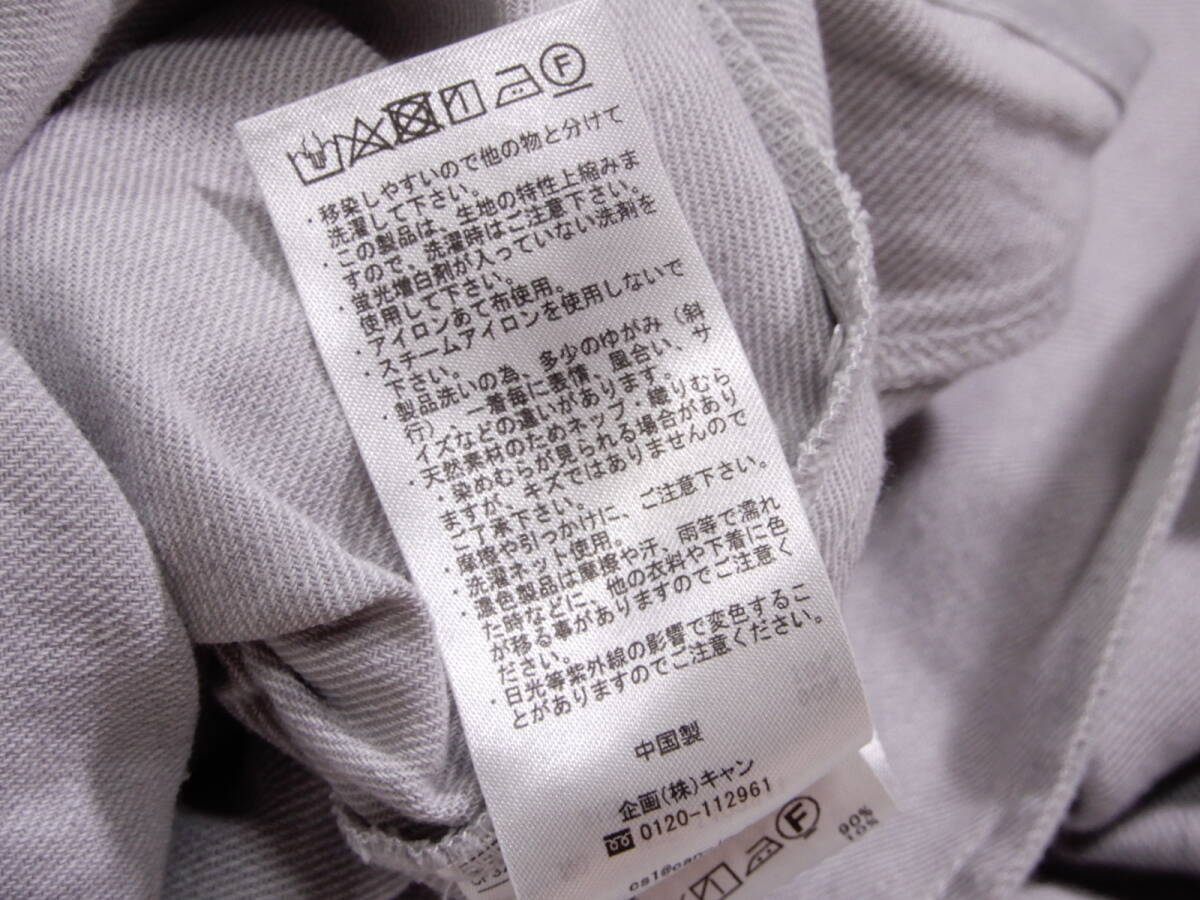 F
・移染しやすいので他の物と分けて
洗濯して下さい。
この製品は、生地の特性上縮みま
すので、洗濯時はご注意下さい。
・蛍光増白剤が入っていない洗剤を
使用して下さい。
・アイロンあて布使用。
・スチームアイロンを使用しないで
下さい。
・製品洗いの為、多少のゆがみ（斜
行）、一着毎に表情、風合い、サ
イズなどの違いがあります。
・天然素材のためネップ・織りむら
・染めむらが見られる場合があり
ますが、キズではありませんので
ご了承下さい。
・摩擦や引っかけに、ご注意下さい。
・洗濯ネット使用。
・濃色製品は摩擦や汗、雨等で濡れ
た時などに、他の衣料や下着に色
が移る事がありますのでご注意く
ださい。
・日光等紫外線の影響で変色するこ
とがありますのでご注意ください。
中国製
企画(株)キャン
0120-112961
F
90%
10%